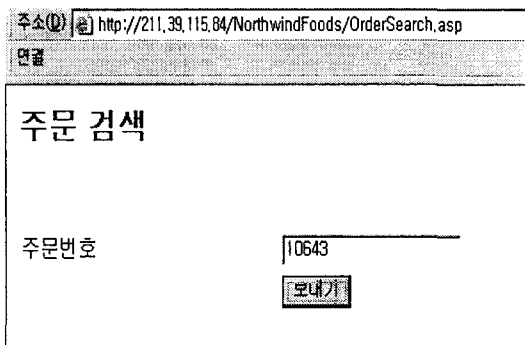 주소(D) http://211,39,115,84/NorthwindFoods/OrderSearch,asp
연결
주문 검색
주문번호 10643
보내기